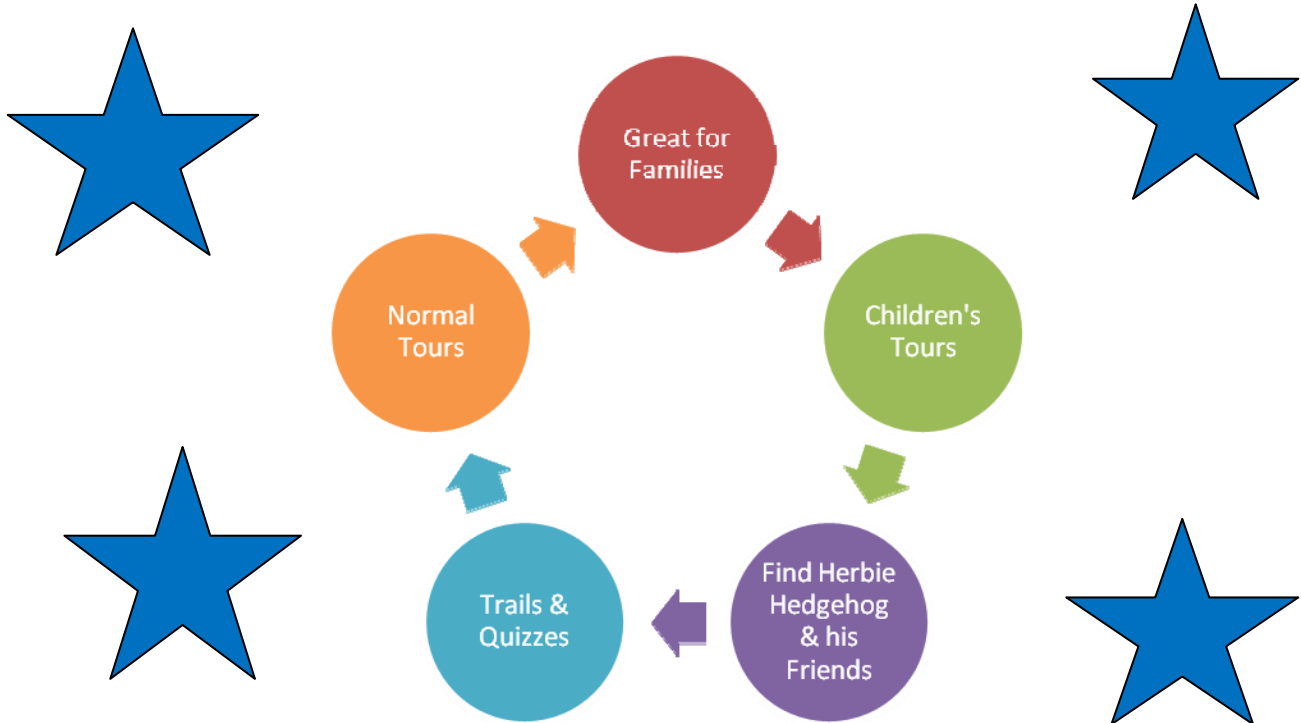 Great for
Families
Children's
Tours
Find Herbie
Hedgehog
& his
Friends
Trails &
Quizzes
Normal
Tours